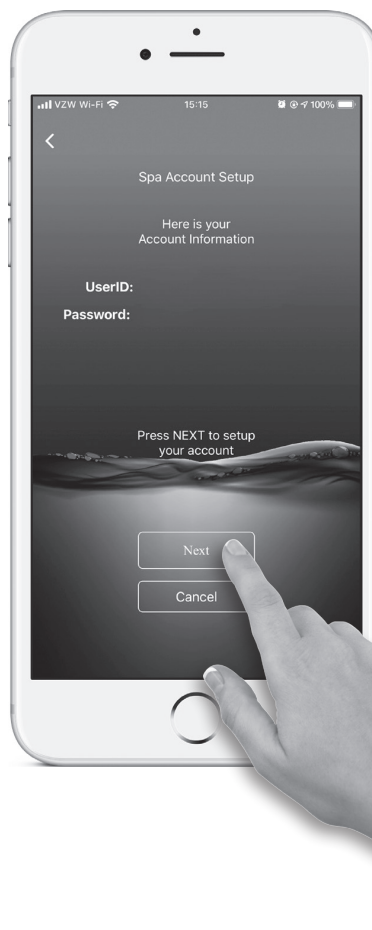 VZW Wi-Fi 15:15 @ 100%
Spa Account Setup
Here is your
Account Information
UserID:
Password:
Press NEXT to setup
your account
Next
Cancel